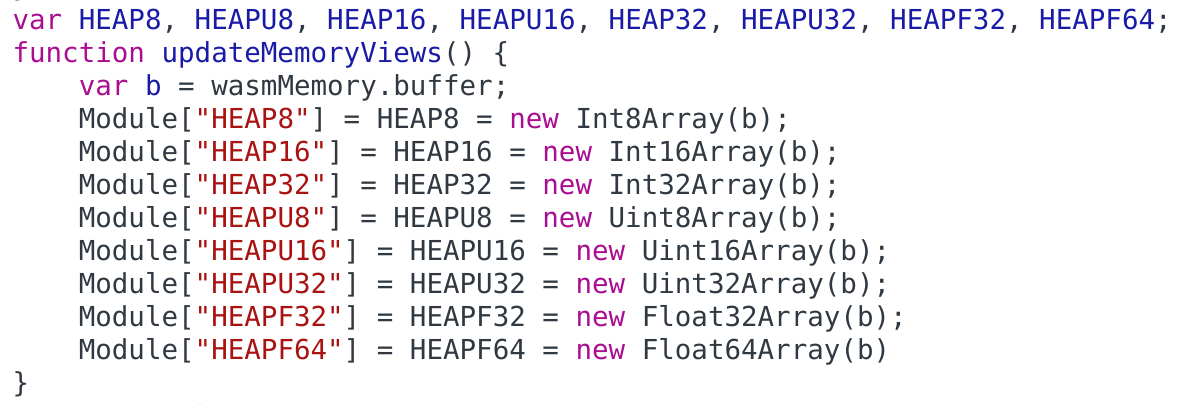 var HEAP8, HEAPU8, HEAP16, HEAPU16, HEAP32, HEAPU32, HEAPF32, HEAPF64;
function updateMemoryViews() {
    var b = wasmMemory.buffer;
    Module["HEAP8"] = HEAP8 = new Int8Array(b);
    Module["HEAP16"] = HEAP16 = new Int16Array(b);
    Module["HEAP32"] = HEAP32 = new Int32Array(b);
    Module["HEAPU8"] = HEAPU8 = new Uint8Array(b);
    Module["HEAPU16"] = HEAPU16 = new Uint16Array(b);
    Module["HEAPU32"] = HEAPU32 = new Uint32Array(b);
    Module["HEAPF32"] = HEAPF32 = new Float32Array(b);
    Module["HEAPF64"] = HEAPF64 = new Float64Array(b)
}